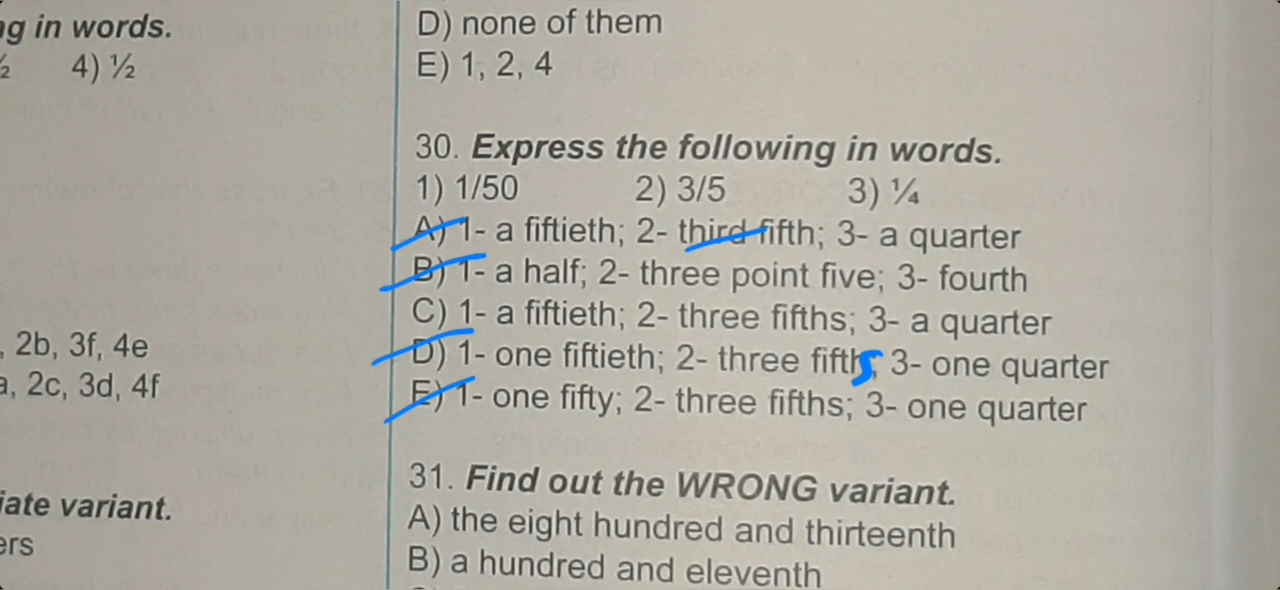 g in words.
½ 4) ½
, 2b, 3f, 4e
a, 2c, 3d, 4f
iate variant.
ers
D) none of them
E) 1, 2, 4
30. Express the following in words.
1) 1/50 2) 3/5 3) ¼
A) 1- a fiftieth; 2- third fifth; 3- a quarter
B) 1- a half; 2- three point five; 3- fourth
C) 1- a fiftieth; 2- three fifths; 3- a quarter
D) 1- one fiftieth; 2- three fifths; 3- one quarter
E) 1- one fifty; 2- three fifths; 3- one quarter
31. Find out the WRONG variant.
A) the eight hundred and thirteenth
B) a hundred and eleventh